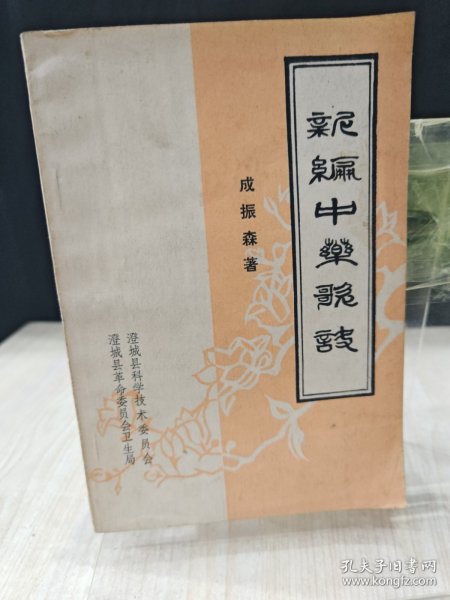 新编中药歌诀
成振森著
澄城县科学技术委员会
澄城县革命委员会卫生局
孔夫子旧书网
www.kongfz.com